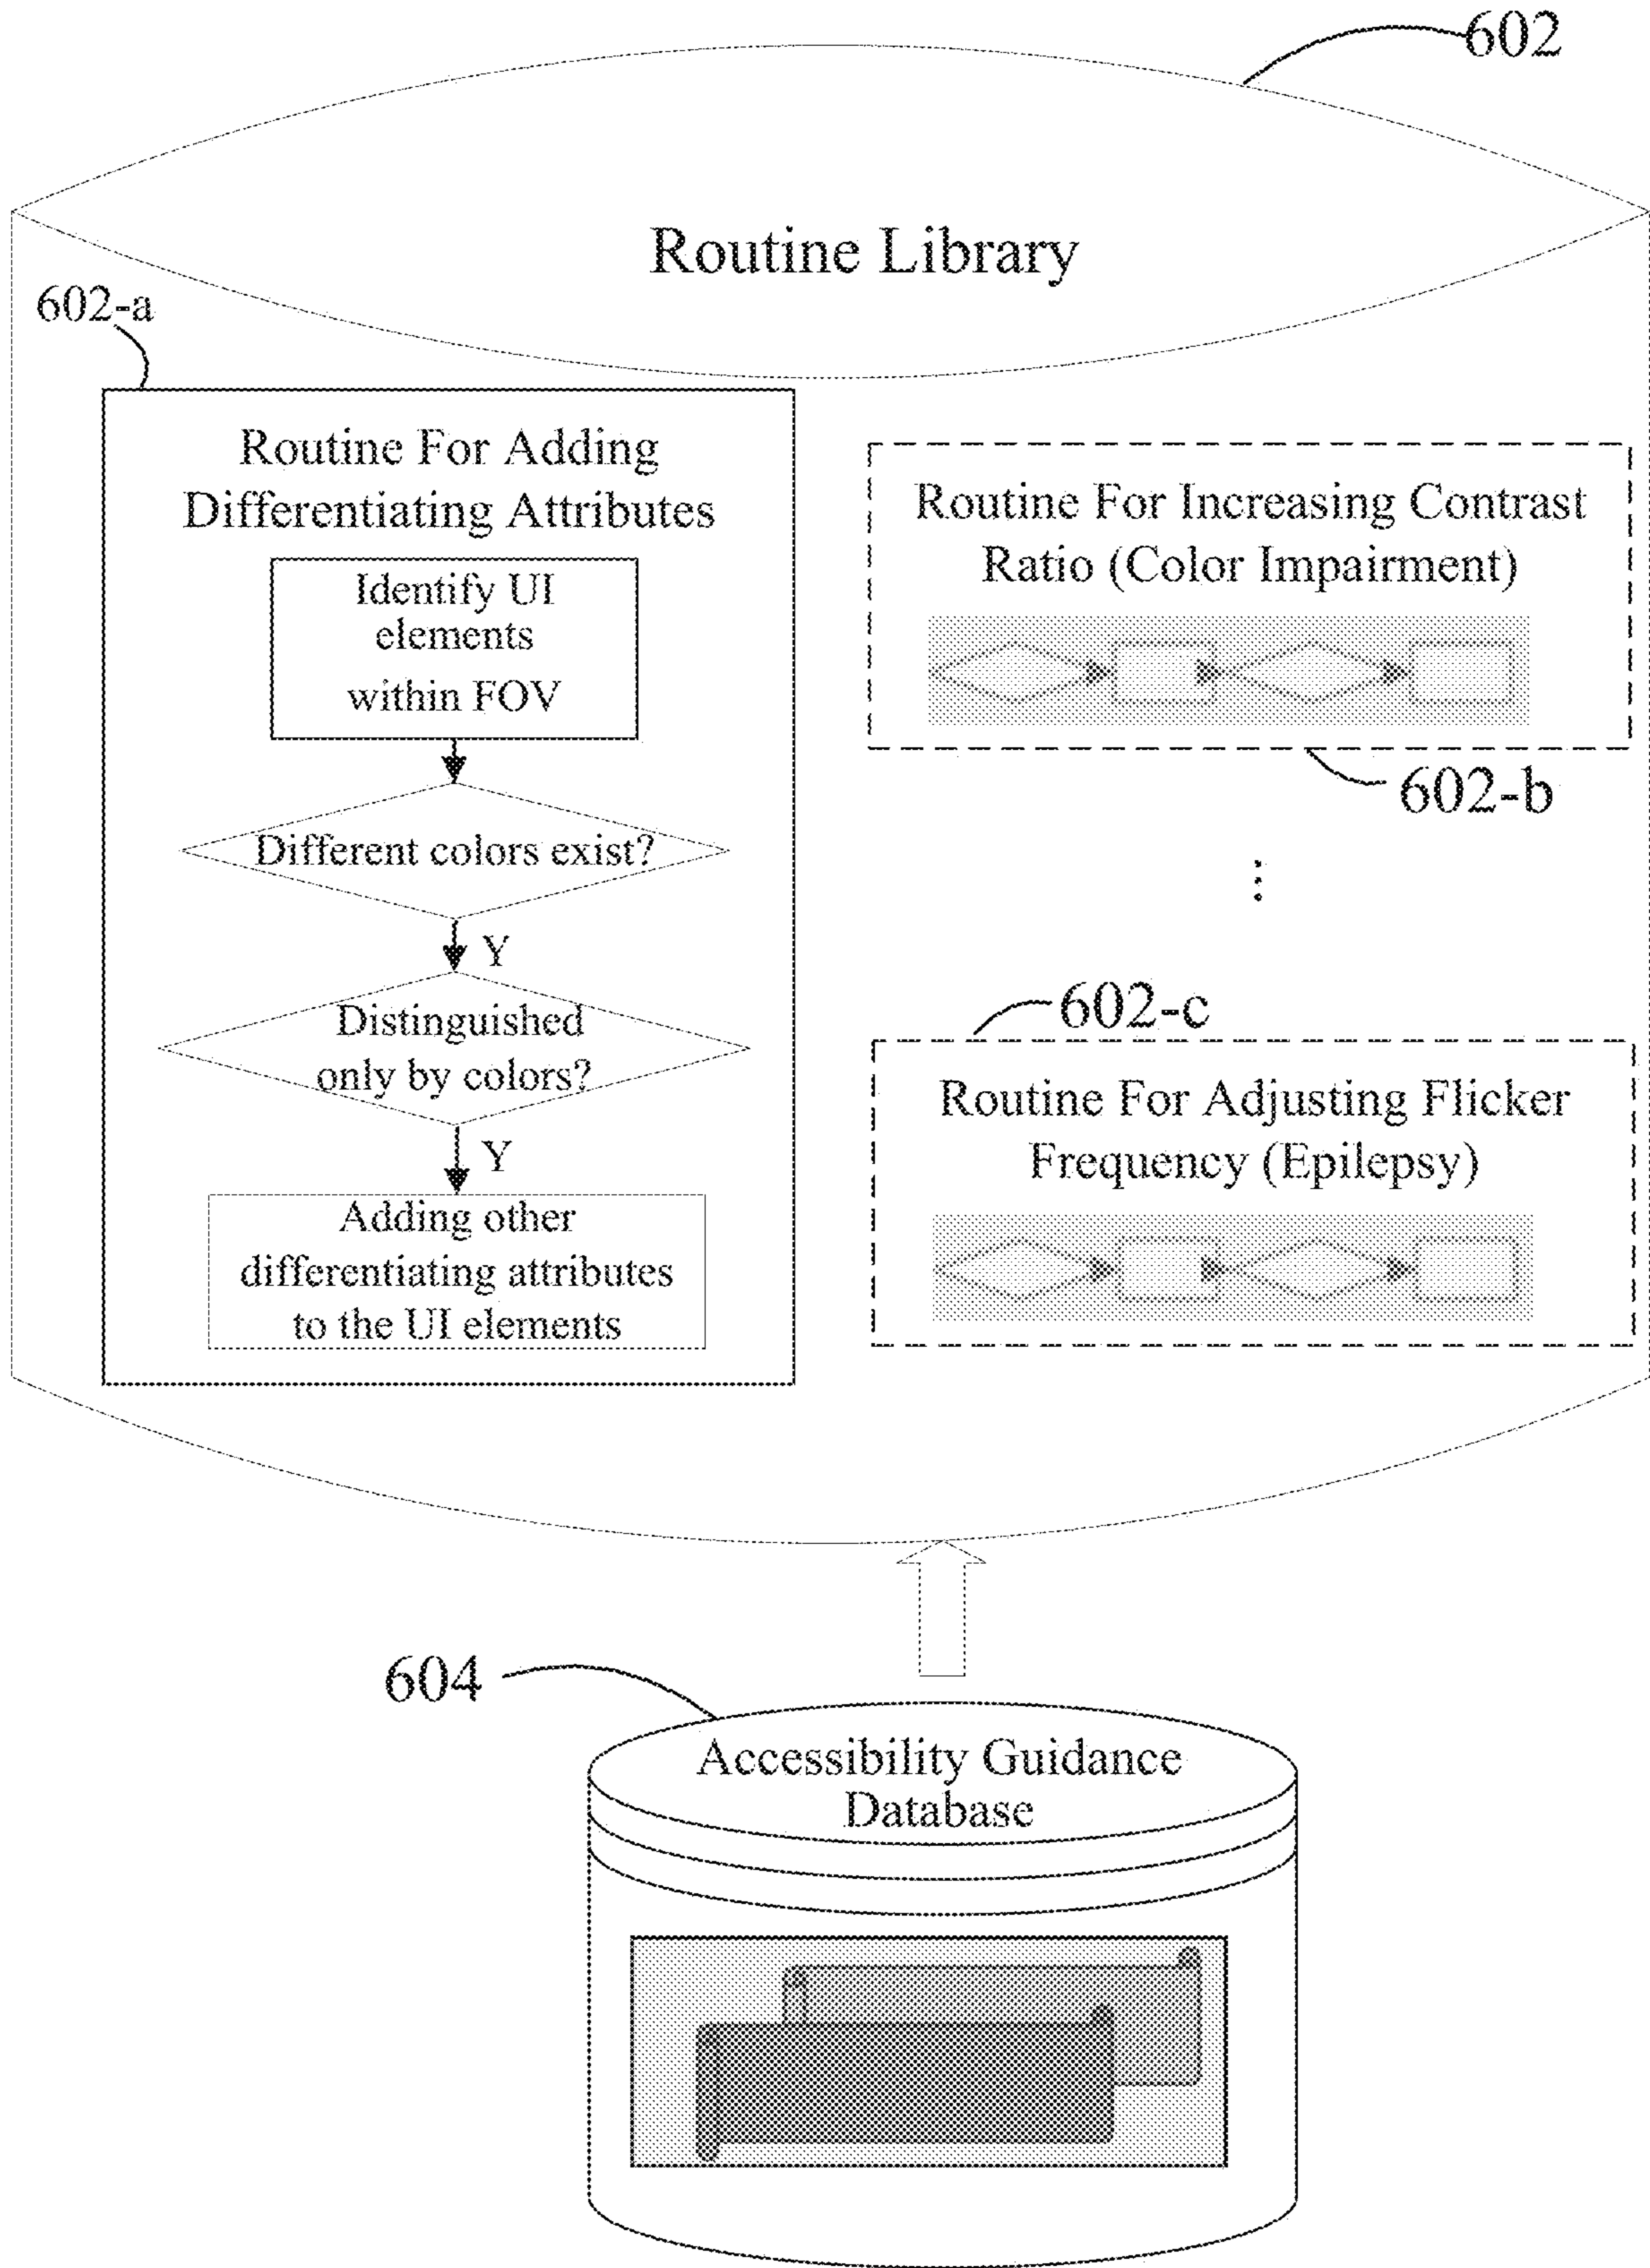 602
Routine Library
602-a
Routine For Adding
Differentiating Attributes
Identify UI
elements
within FOV
Different colors exist?
Y
Distinguished
only by colors?
Y
Adding other
differentiating attributes
to the UI elements
Routine For Increasing Contrast
Ratio (Color Impairment)
602-b
⋮
602-c
Routine For Adjusting Flicker
Frequency (Epilepsy)
604
Accessibility Guidance
Database